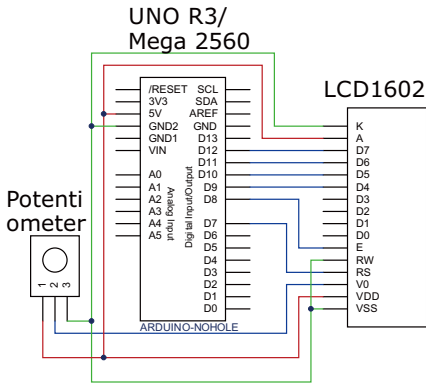 UNO R3/
Mega 2560
LCD1602
/RESET
3V3
5V
GND2
GND1
VIN
A0
A1
A2
A3
A4
A5
Analog Input
Digital Input/Output
SCL
SDA
AREF
GND
D13
D12
D11
D10
D9
D8
D7
D6
D5
D4
D3
D2
D1
D0
ARDUINO-NOHOLE
K
A
D7
D6
D5
D4
D3
D2
D1
D0
E
RW
RS
V0
VDD
VSS
Potenti
ometer
1
2
3